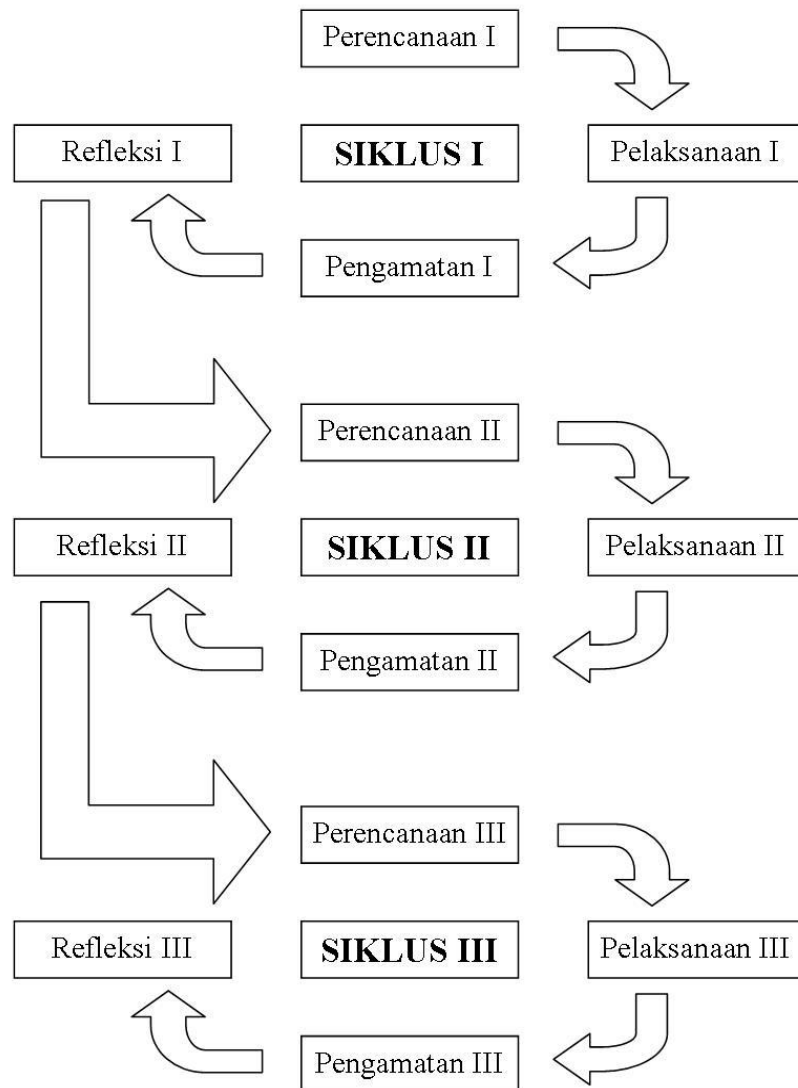 Perencanaan I
Refleksi I
SIKLUS I
Pelaksanaan I
Pengamatan I
Perencanaan II
Refleksi II
SIKLUS II
Pelaksanaan II
Pengamatan II
Perencanaan III
Refleksi III
SIKLUS III
Pelaksanaan III
Pengamatan III